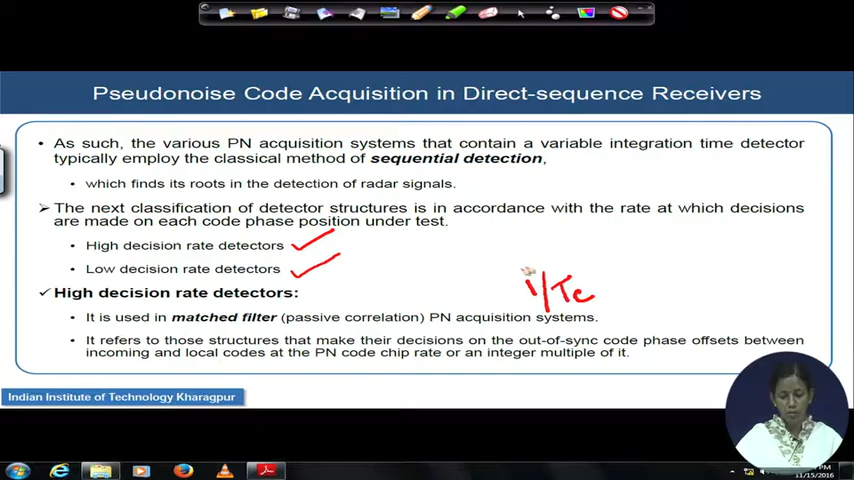 Pseudonoise Code Acquisition in Direct-sequence Receivers
• As such, the various PN acquisition systems that contain a variable integration time detector
typically employ the classical method of sequential detection,
• which finds its roots in the detection of radar signals.
➢ The next classification of detector structures is in accordance with the rate at which decisions
are made on each code phase position under test.
• High decision rate detectors
• Low decision rate detectors
✓ High decision rate detectors:
1/Tc
• It is used in matched filter (passive correlation) PN acquisition systems.
• It refers to those structures that make their decisions on the out-of-sync code phase offsets between
incoming and local codes at the PN code chip rate or an integer multiple of it.
Indian Institute of Technology Kharagpur
11/15/2016